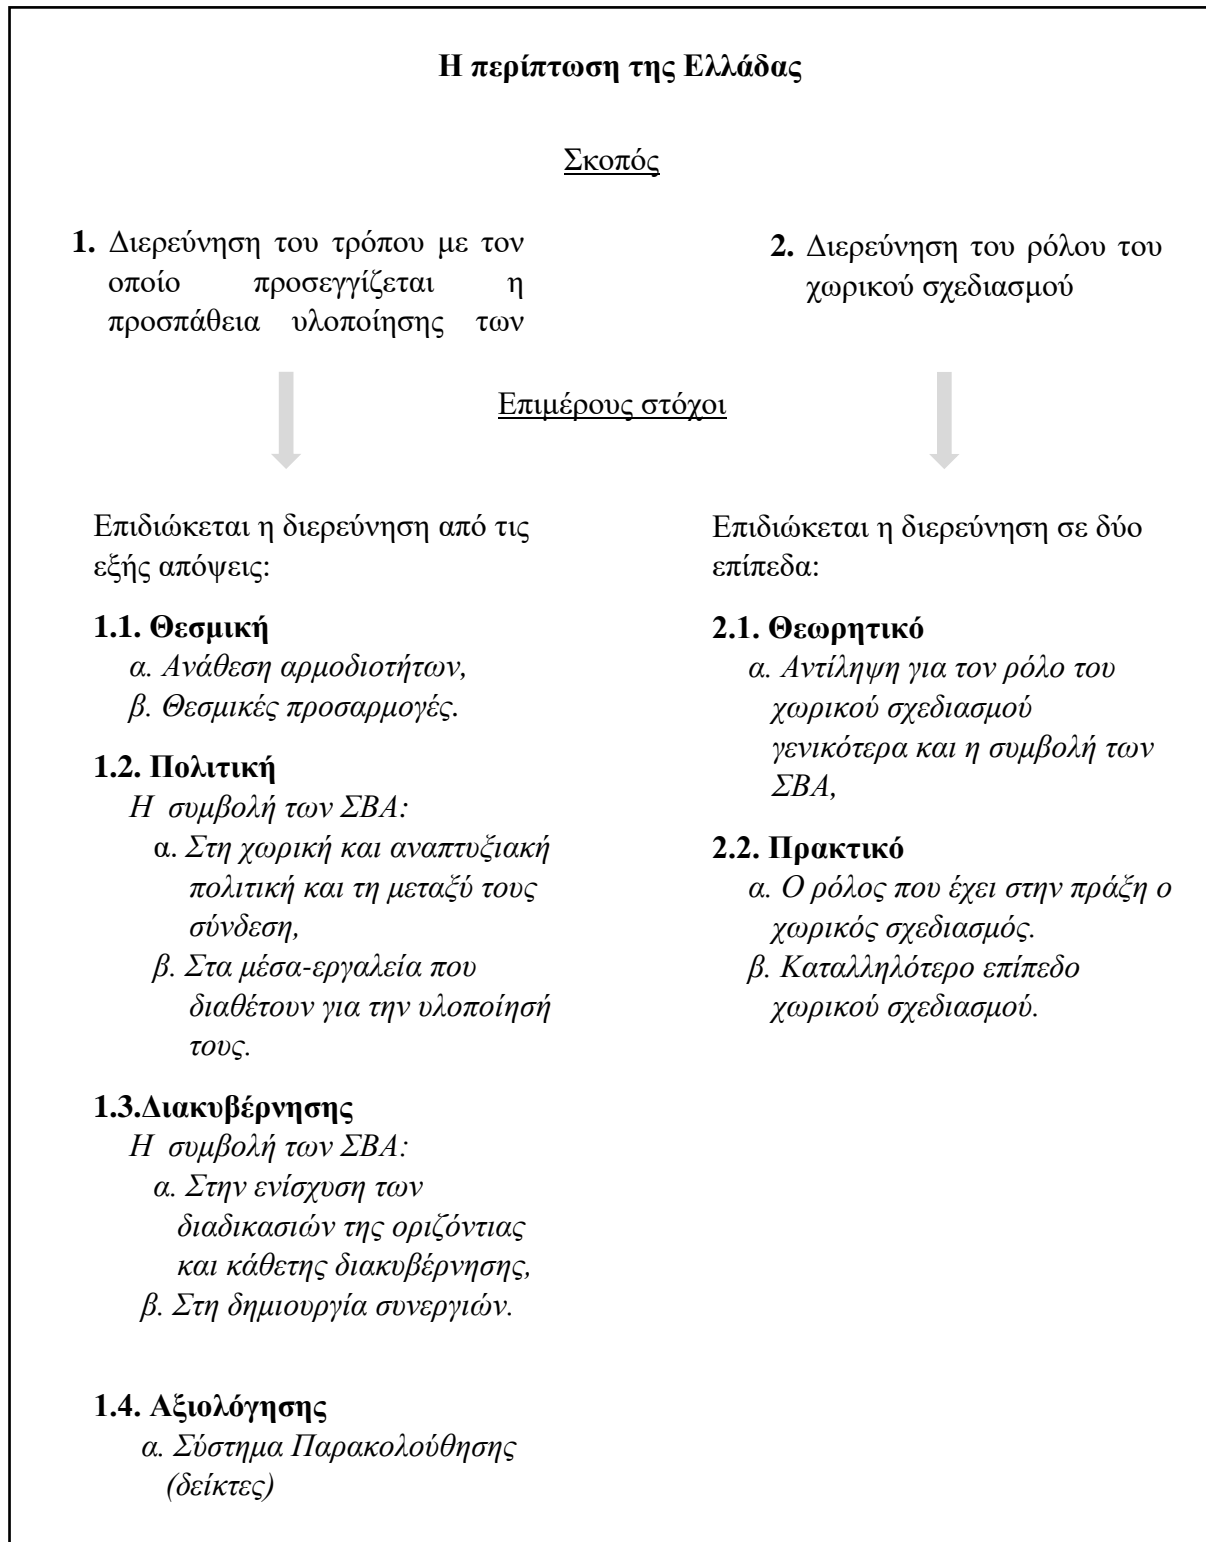 Η περίπτωση της Ελλάδας
Σκοπός
1. Διερεύνηση του τρόπου με τον
οποίο προσεγγίζεται η
προσπάθεια υλοποίησης των
2. Διερεύνηση του ρόλου του
χωρικού σχεδιασμού
Επιμέρους στόχοι
Επιδιώκεται η διερεύνηση από τις
εξής απόψεις:
1.1. Θεσμική
α. Ανάθεση αρμοδιοτήτων,
β. Θεσμικές προσαρμογές.
1.2. Πολιτική
Η συμβολή των ΣΒΑ:
α. Στη χωρική και αναπτυξιακή
πολιτική και τη μεταξύ τους
σύνδεση,
β. Στα μέσα-εργαλεία που
διαθέτουν για την υλοποίησή
τους.
1.3.Διακυβέρνησης
Η συμβολή των ΣΒΑ:
α. Στην ενίσχυση των
διαδικασιών της οριζόντιας
και κάθετης διακυβέρνησης,
β. Στη δημιουργία συνεργιών.
1.4. Αξιολόγησης
α. Σύστημα Παρακολούθησης
(δείκτες)
Επιδιώκεται η διερεύνηση σε δύο
επίπεδα:
2.1. Θεωρητικό
α. Αντίληψη για τον ρόλο του
χωρικού σχεδιασμού
γενικότερα και η συμβολή των
ΣΒΑ,
2.2. Πρακτικό
α. Ο ρόλος που έχει στην πράξη ο
χωρικός σχεδιασμός.
β. Καταλληλότερο επίπεδο
χωρικού σχεδιασμού.